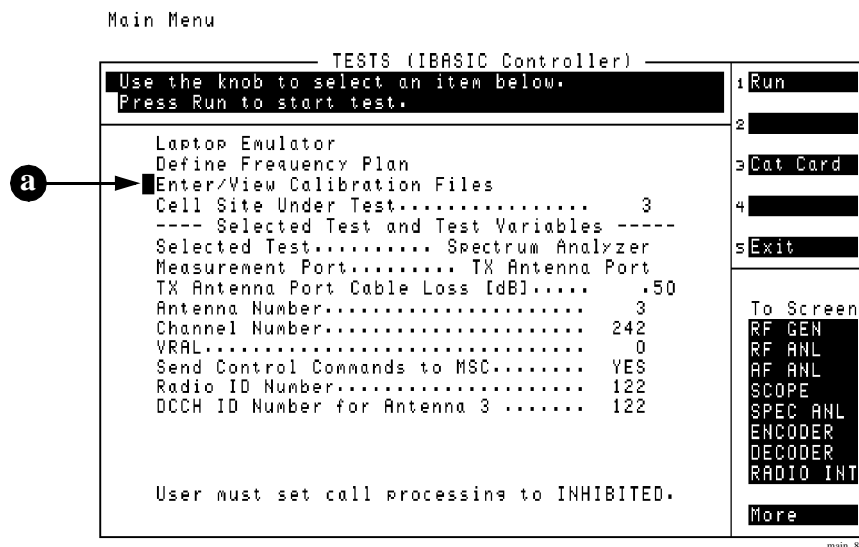 Main Menu
TESTS (IBASIC Controller)
Use the knob to select an item below.
Press Run to start test.
a
Laptop Emulator
Define Frequency Plan
Enter/View Calibration Files
Cell Site Under Test................ 3
---- Selected Test and Test Variables -----
Selected Test.......... Spectrum Analyzer
Measurement Port......... TX Antenna Port
TX Antenna Port Cable Loss [dB]..... .50
Antenna Number....................... 3
Channel Number....................... 242
VRAL................................. 0
Send Control Commands to MSC........ YES
Radio ID Number..................... 122
DCCH ID Number for Antenna 3 ....... 122
User must set call processing to INHIBITED.
1 Run
2
3 Cat Card
4
5 Exit
To Screen
RF GEN
RF ANL
AF ANL
SCOPE
SPEC ANL
ENCODER
DECODER
RADIO INT
More
main_8